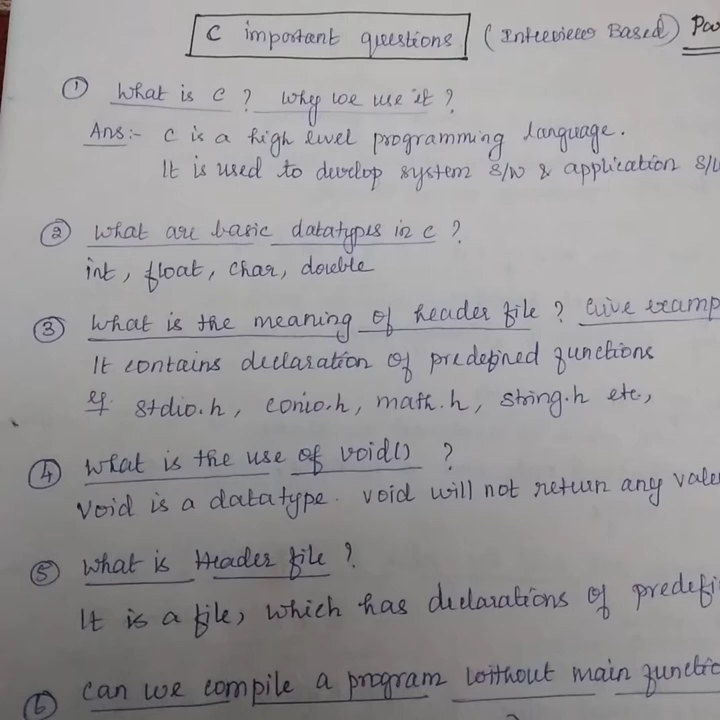 C important questions (Interview Based)
① What is C? Why we use it?
Ans:- C is a high level programming language.
It is used to develop system S/W & application S/W
② What are basic datatypes in C?
int, float, char, double
③ What is the meaning of header file? Give examp
It contains declaration of predefined functions
eg. stdio.h, conio.h, math.h, string.h etc,
④ What is the use of void()?
Void is a datatype. void will not return any value
⑤ What is Header file?
It is a file, which has declarations of predefi
⑥ Can we compile a program without main functio